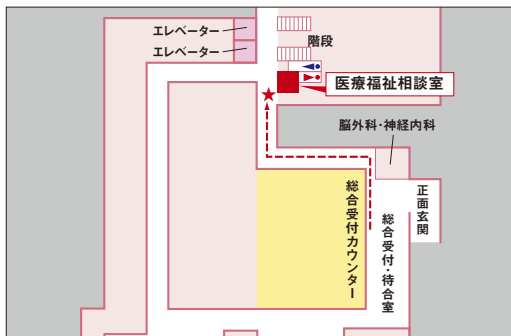 エレベーター
エレベーター
階段
医療福祉相談室
脳外科・神経内科
正面玄関
総合受付カウンター
総合受付・待合室